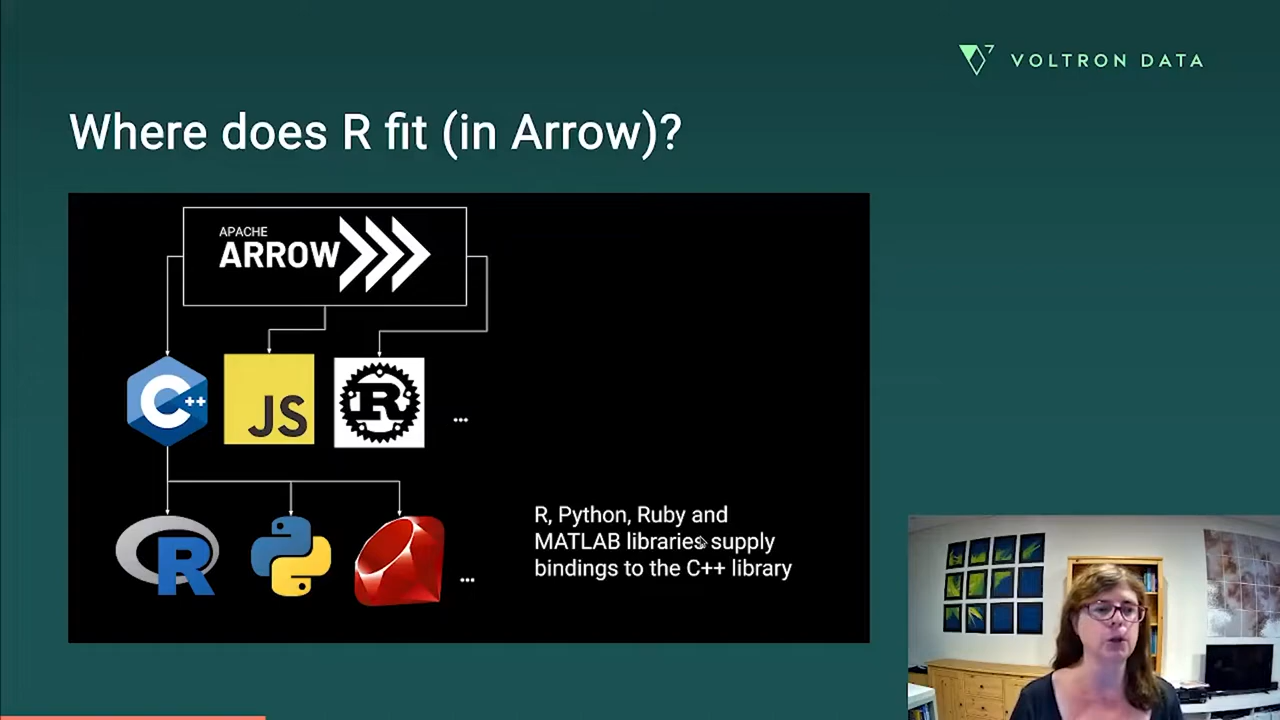 VOLTRON DATA
Where does R fit (in Arrow)?
APACHE
ARROW
C++
JS
R
...
R
...
R, Python, Ruby and
MATLAB libraries supply
bindings to the C++ library